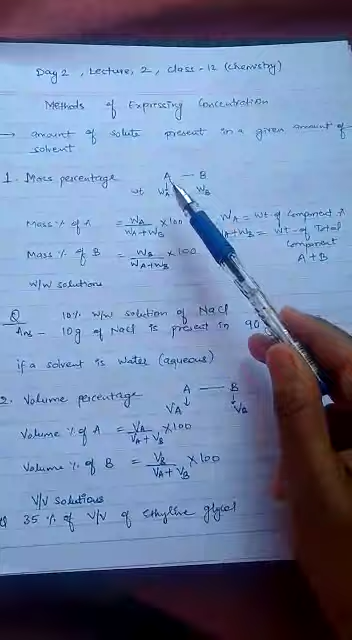 Day 2, Lecture, 2, class-12 (chemistry)
Methods of Expressing Concentration
→ amount of solute present in a given amount of solvent
1. Mass percentage A — B
wt W_A W_B
Mass % of A = W_A/(W_A+W_B) ×100 W_A = wt of component A
Mass % of B = W_B/(W_A+W_B) ×100 W_A+W_B = wt of Total component A+B
W/W solutions
Q 10% W/W solution of Nacl
Ans - 10g of Nacl is present in 90
if a solvent is water (aqueous)
2. Volume percentage A — B
V_A V_B
Volume % of A = V_A/(V_A+V_B) ×100
Volume % of B = V_B/(V_A+V_B) ×100
V/V solutions
Q 35 % of V/V of ethyline glycol